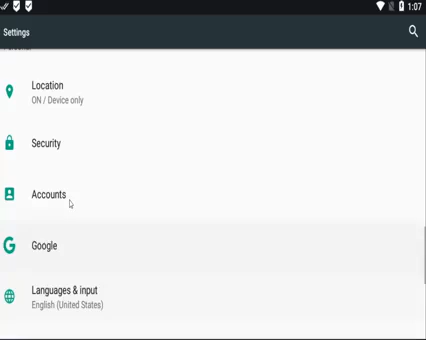 1:07
Settings
Location
ON / Device only
Security
Accounts
Google
Languages & input
English (United States)